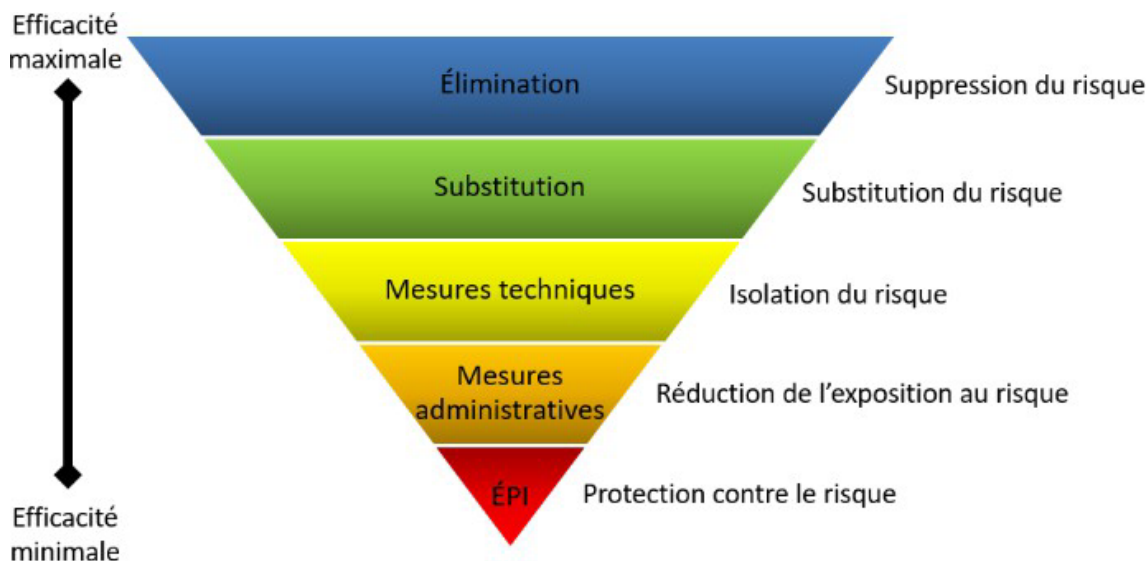 Efficacité
maximale
Élimination
Suppression du risque
Substitution
Substitution du risque
Mesures techniques
Isolation du risque
Mesures
administratives
Réduction de l’exposition au risque
ÉPI
Protection contre le risque
Efficacité
minimale